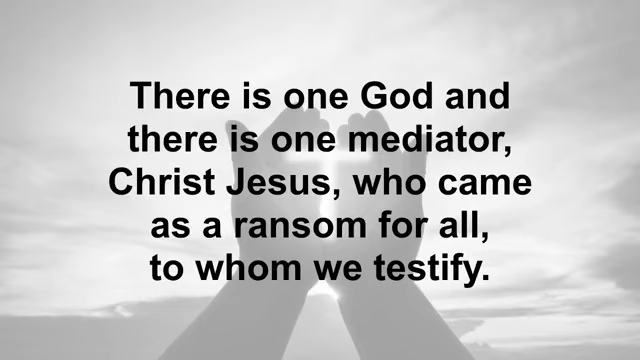 There is one God and
there is one mediator,
Christ Jesus, who came
as a ransom for all,
to whom we testify.